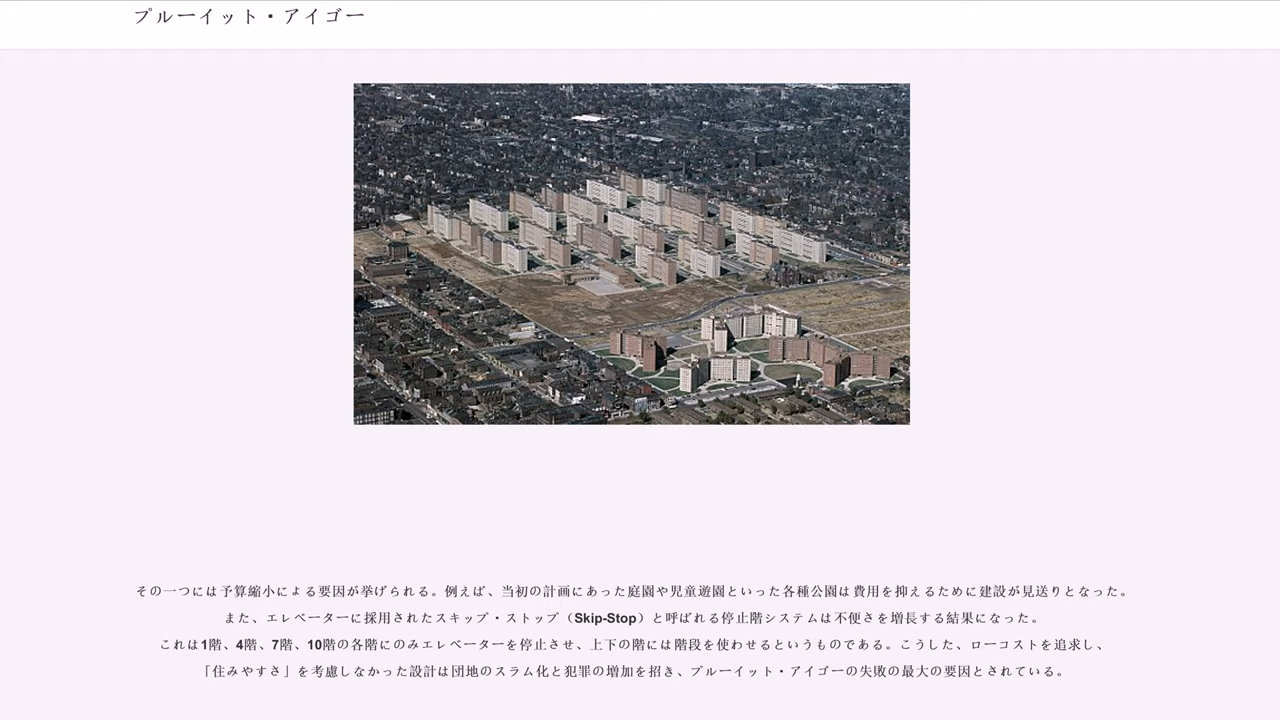 プルーイット・アイゴー
その一つには予算縮小による要因が挙げられる。例えば、当初の計画にあった庭園や児童遊園といった各種公園は費用を抑えるために建設が見送りとなった。
また、エレベーターに採用されたスキップ・ストップ（Skip-Stop）と呼ばれる停止階システムは不便さを増長する結果になった。
これは1階、4階、7階、10階の各階にのみエレベーターを停止させ、上下の階には階段を使わせるというものである。こうした、ローコストを追求し、
「住みやすさ」を考慮しなかった設計は団地のスラム化と犯罪の増加を招き、プルーイット・アイゴーの失敗の最大の要因とされている。